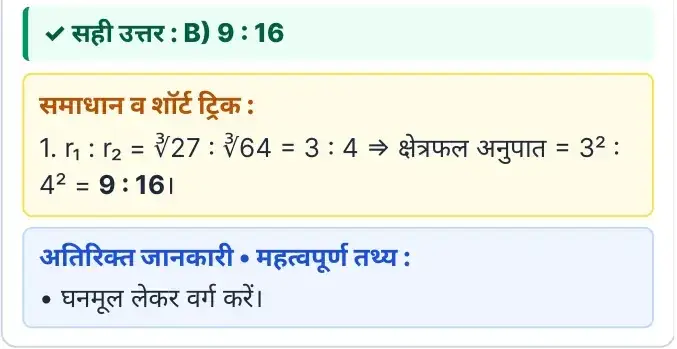 ✓ सही उत्तर : B) 9 : 16
समाधान व शॉर्ट ट्रिक :
1. r₁ : r₂ = ∛27 : ∛64 = 3 : 4 ⇒ क्षेत्रफल अनुपात = 3² :
4² = 9 : 16।
अतिरिक्त जानकारी • महत्वपूर्ण तथ्य :
• घनमूल लेकर वर्ग करें।